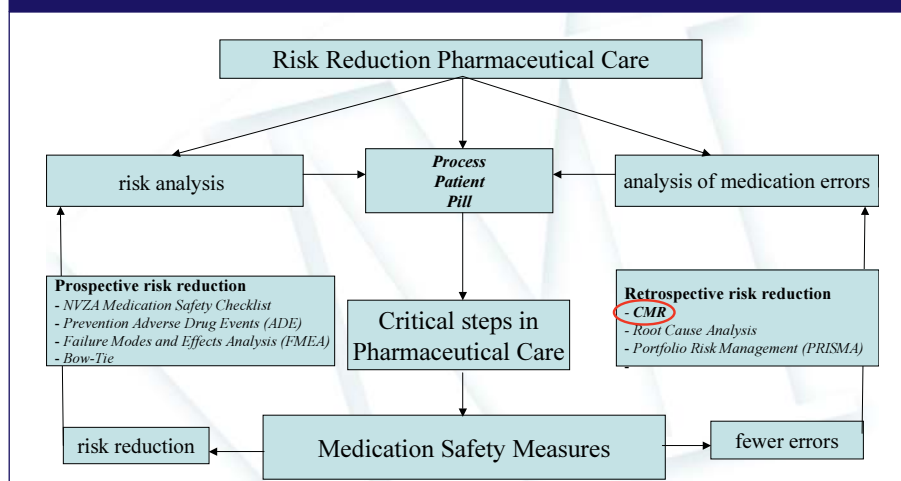 Risk Reduction Pharmaceutical Care
risk analysis
Process
Patient
Pill
analysis of medication errors
Prospective risk reduction
- NVZA Medication Safety Checklist
- Prevention Adverse Drug Events (ADE)
- Failure Modes and Effects Analysis (FMEA)
- Bow-Tie
Critical steps in
Pharmaceutical Care
Retrospective risk reduction
- CMR
- Root Cause Analysis
- Portfolio Risk Management (PRISMA)
-
risk reduction
Medication Safety Measures
fewer errors